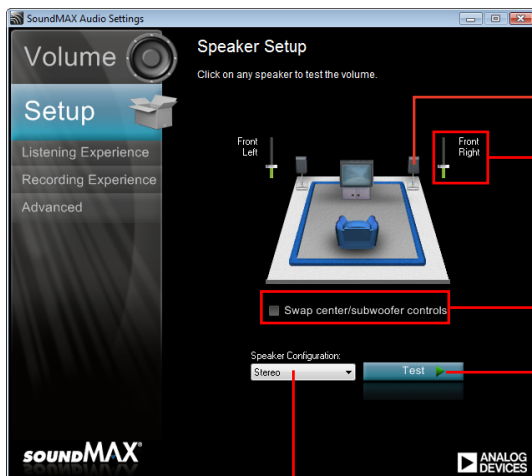 SoundMAX Audio Settings
Volume
Setup
Listening Experience
Recording Experience
Advanced
Speaker Setup
Click on any speaker to test the volume.
Front
Left
Front
Right
Swap center/subwoofer controls
Speaker Configuration:
Stereo
Test
SOUNDMAX®
ANALOG
DEVICES